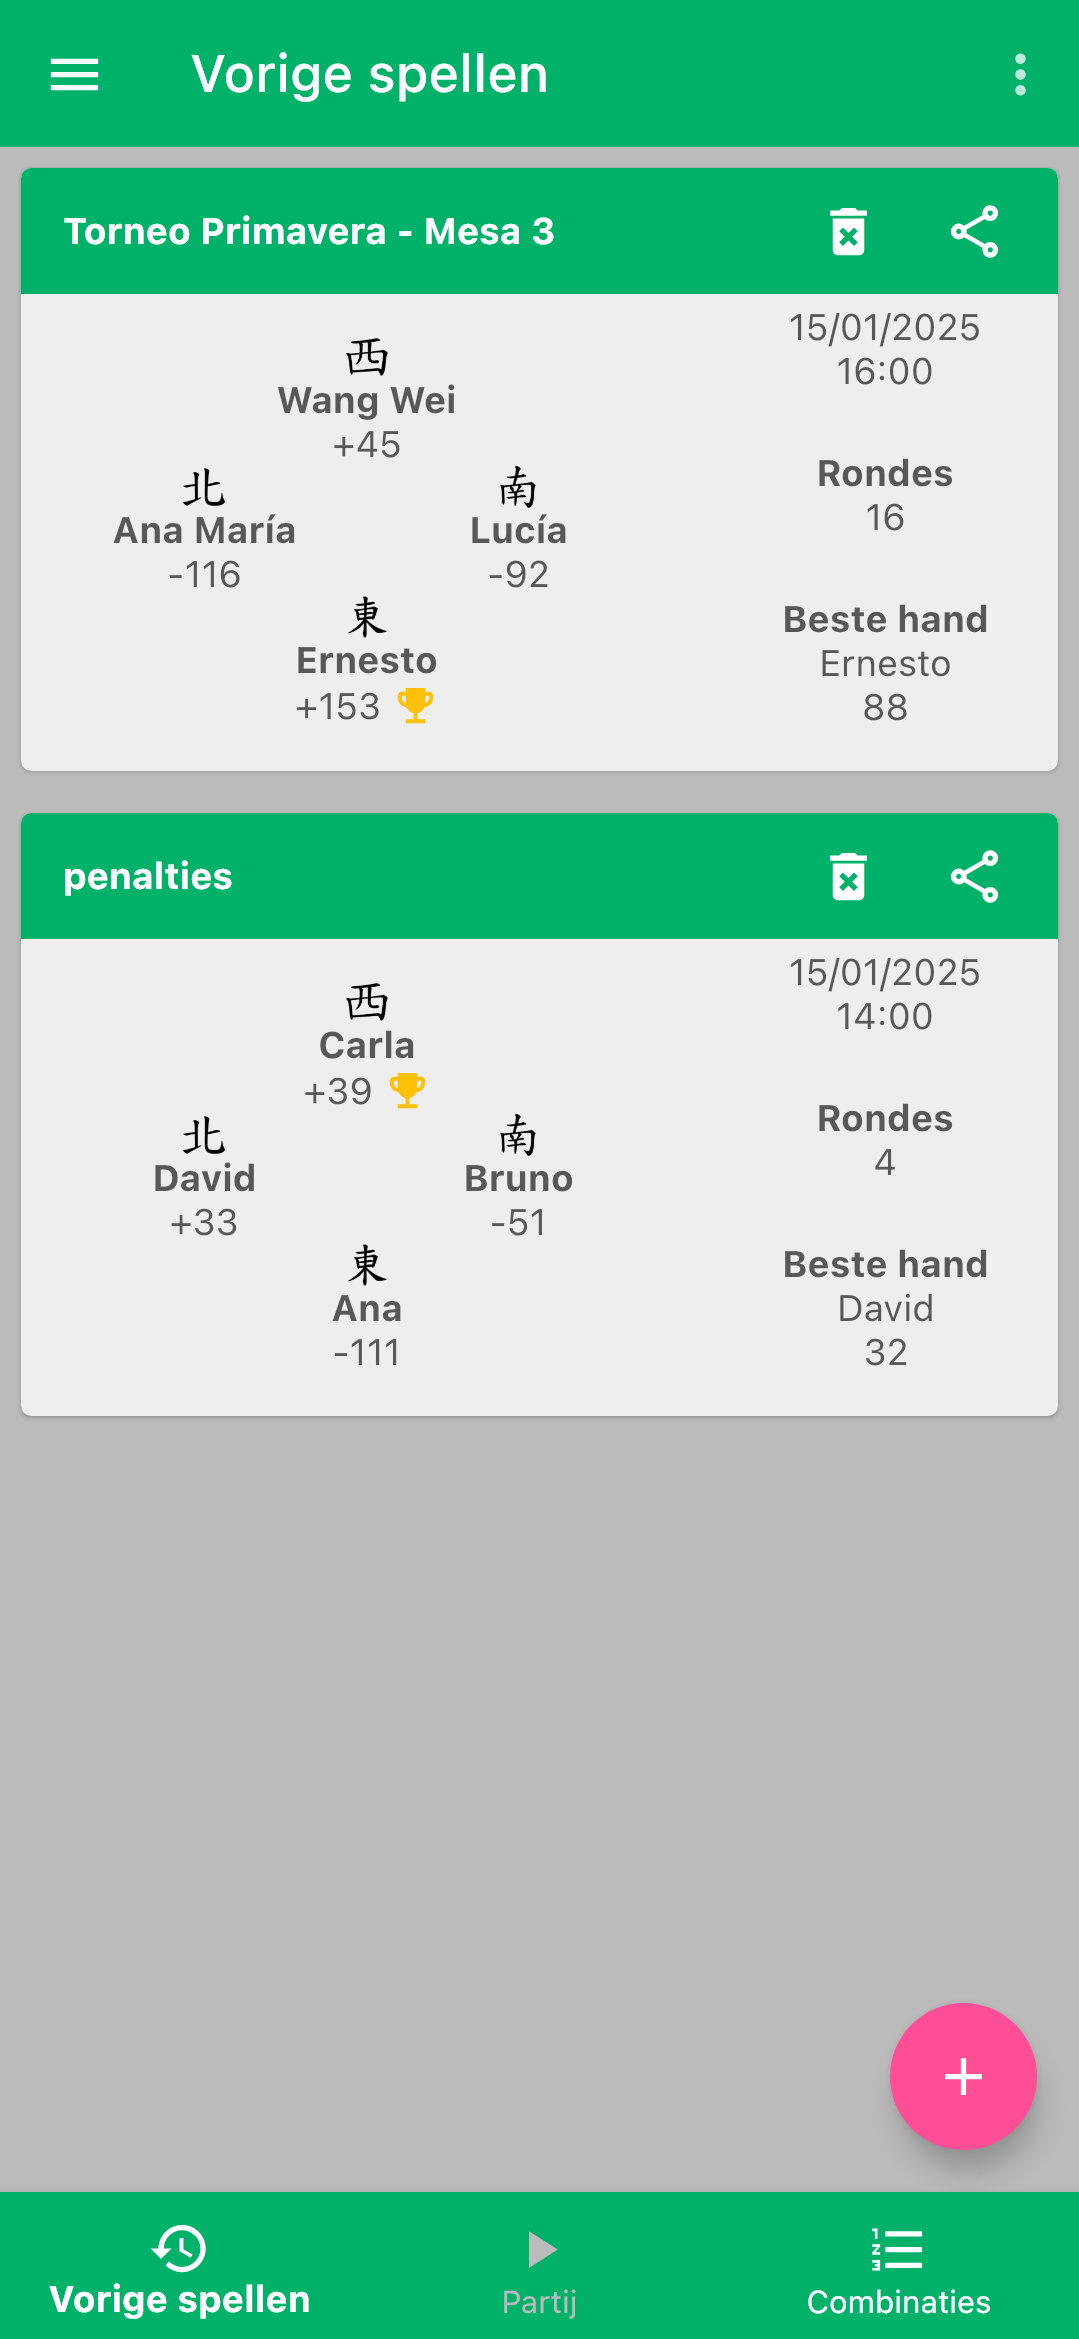 Vorige spellen
Torneo Primavera - Mesa 3
西
Wang Wei
+45
北
Ana María
-116
南
Lucía
-92
東
Ernesto
+153
15/01/2025
16:00
Rondes
16
Beste hand
Ernesto
88
penalties
西
Carla
+39
北
David
+33
南
Bruno
-51
東
Ana
-111
15/01/2025
14:00
Rondes
4
Beste hand
David
32
Vorige spellen
Partij
Combinaties